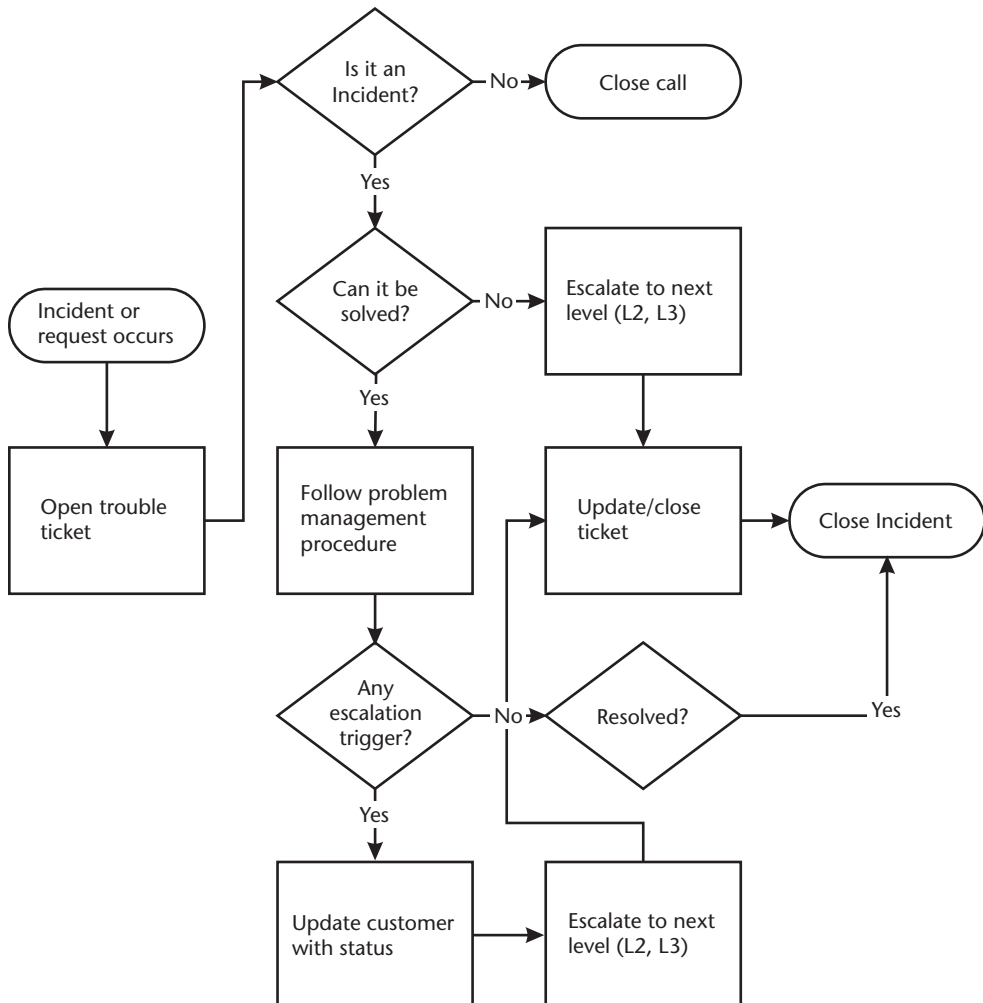 Is it an
Incident?
No
Close call
Yes
Can it be
solved?
No
Escalate to next
level (L2, L3)
Incident or
request occurs
Yes
Open trouble
ticket
Follow problem
management
procedure
Update/close
ticket
Close Incident
Any
escalation
trigger?
No
Resolved?
Yes
Yes
Update customer
with status
Escalate to next
level (L2, L3)